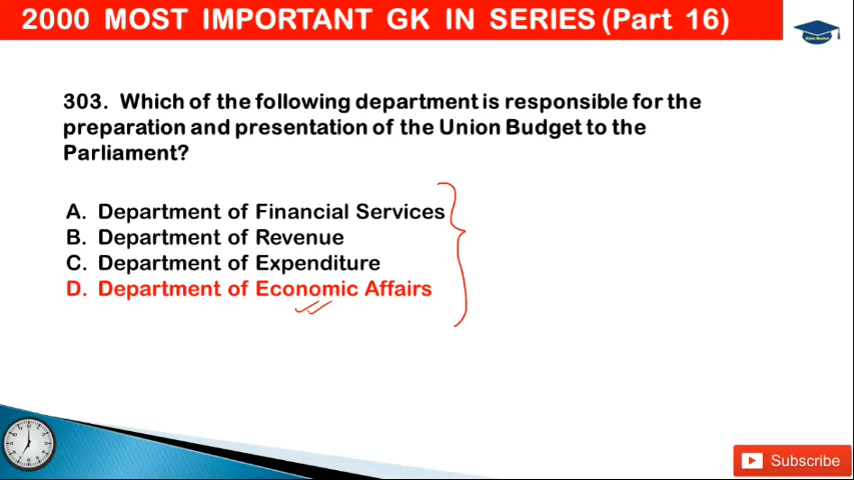 2000 MOST IMPORTANT GK IN SERIES (Part 16)
303. Which of the following department is responsible for the
preparation and presentation of the Union Budget to the
Parliament?
A. Department of Financial Services
B. Department of Revenue
C. Department of Expenditure
D. Department of Economic Affairs
Subscribe